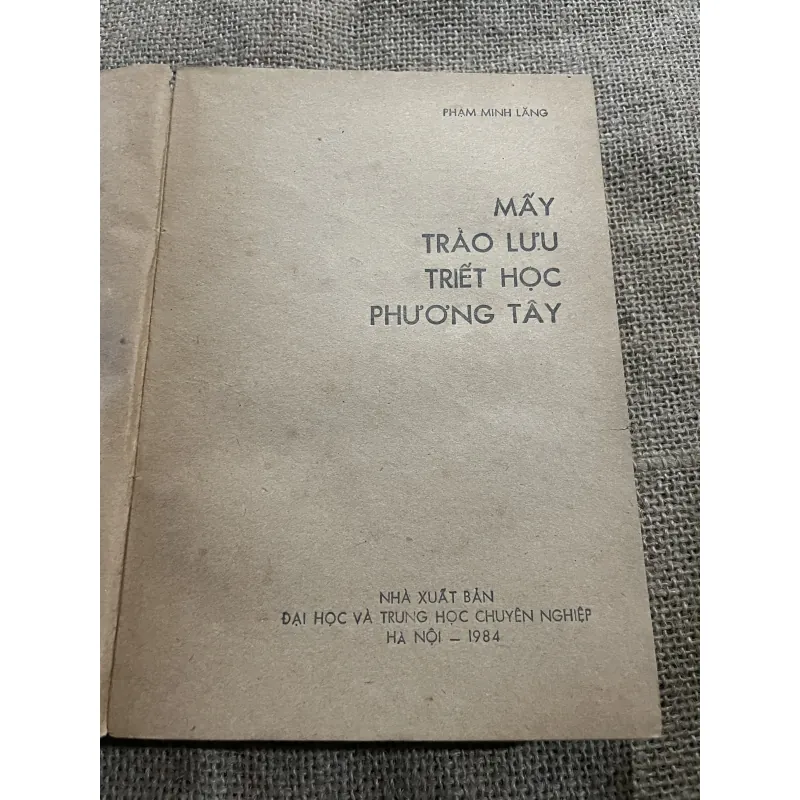 PHẠM MINH LĂNG
MẤY
TRÀO LƯU
TRIẾT HỌC
PHƯƠNG TÂY
NHÀ XUẤT BẢN
ĐẠI HỌC VÀ TRUNG HỌC CHUYÊN NGHIỆP
HÀ NỘI – 1984